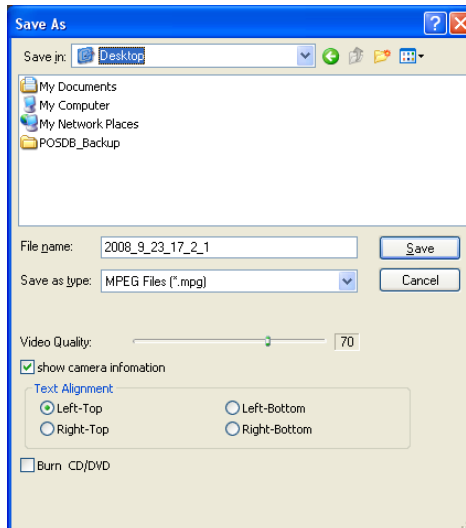 Save As
Save in: Desktop
My Documents
My Computer
My Network Places
POSDB_Backup
File name: 2008_9_23_17_2_1 Save
Save as type: MPEG Files (*.mpg) Cancel
Video Quality: 70
show camera infomation
Text Alignment
Left-Top Left-Bottom
Right-Top Right-Bottom
Burn CD/DVD